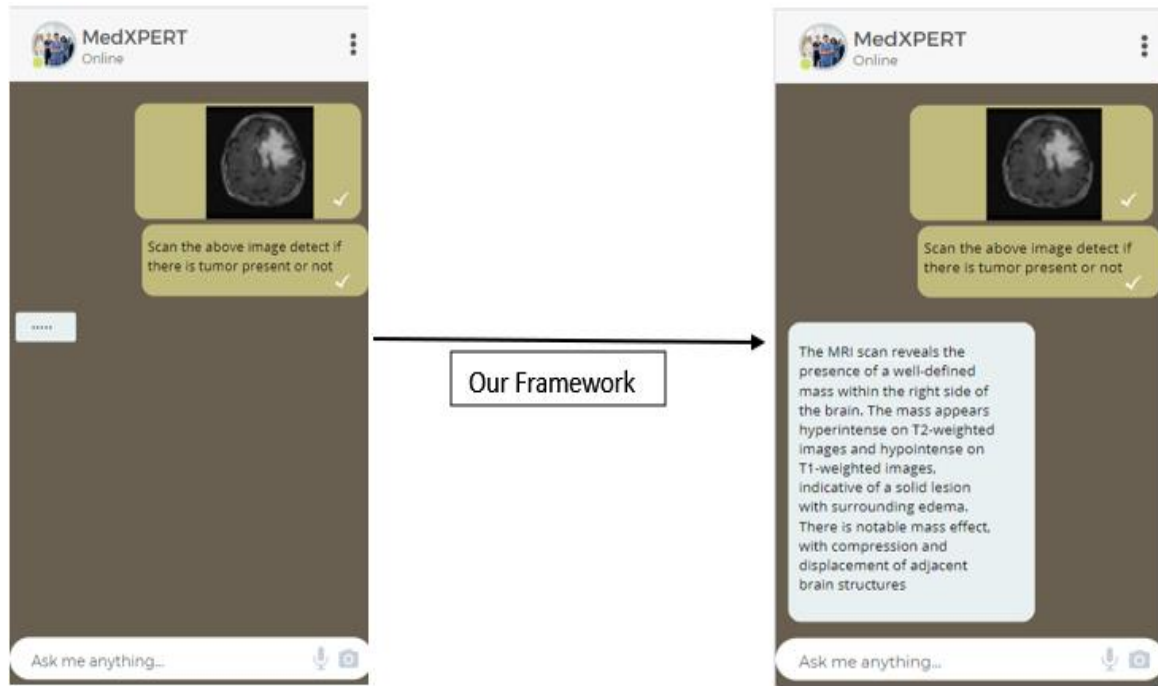 MedXPERT
Online
Scan the above image detect if
there is tumor present or not
.....
Ask me anything...
Our Framework
MedXPERT
Online
Scan the above image detect if
there is tumor present or not
The MRI scan reveals the
presence of a well-defined
mass within the right side of
the brain. The mass appears
hyperintense on T2-weighted
images and hypointense on
T1-weighted images,
indicative of a solid lesion
with surrounding edema.
There is notable mass effect,
with compression and
displacement of adjacent
brain structures
Ask me anything...